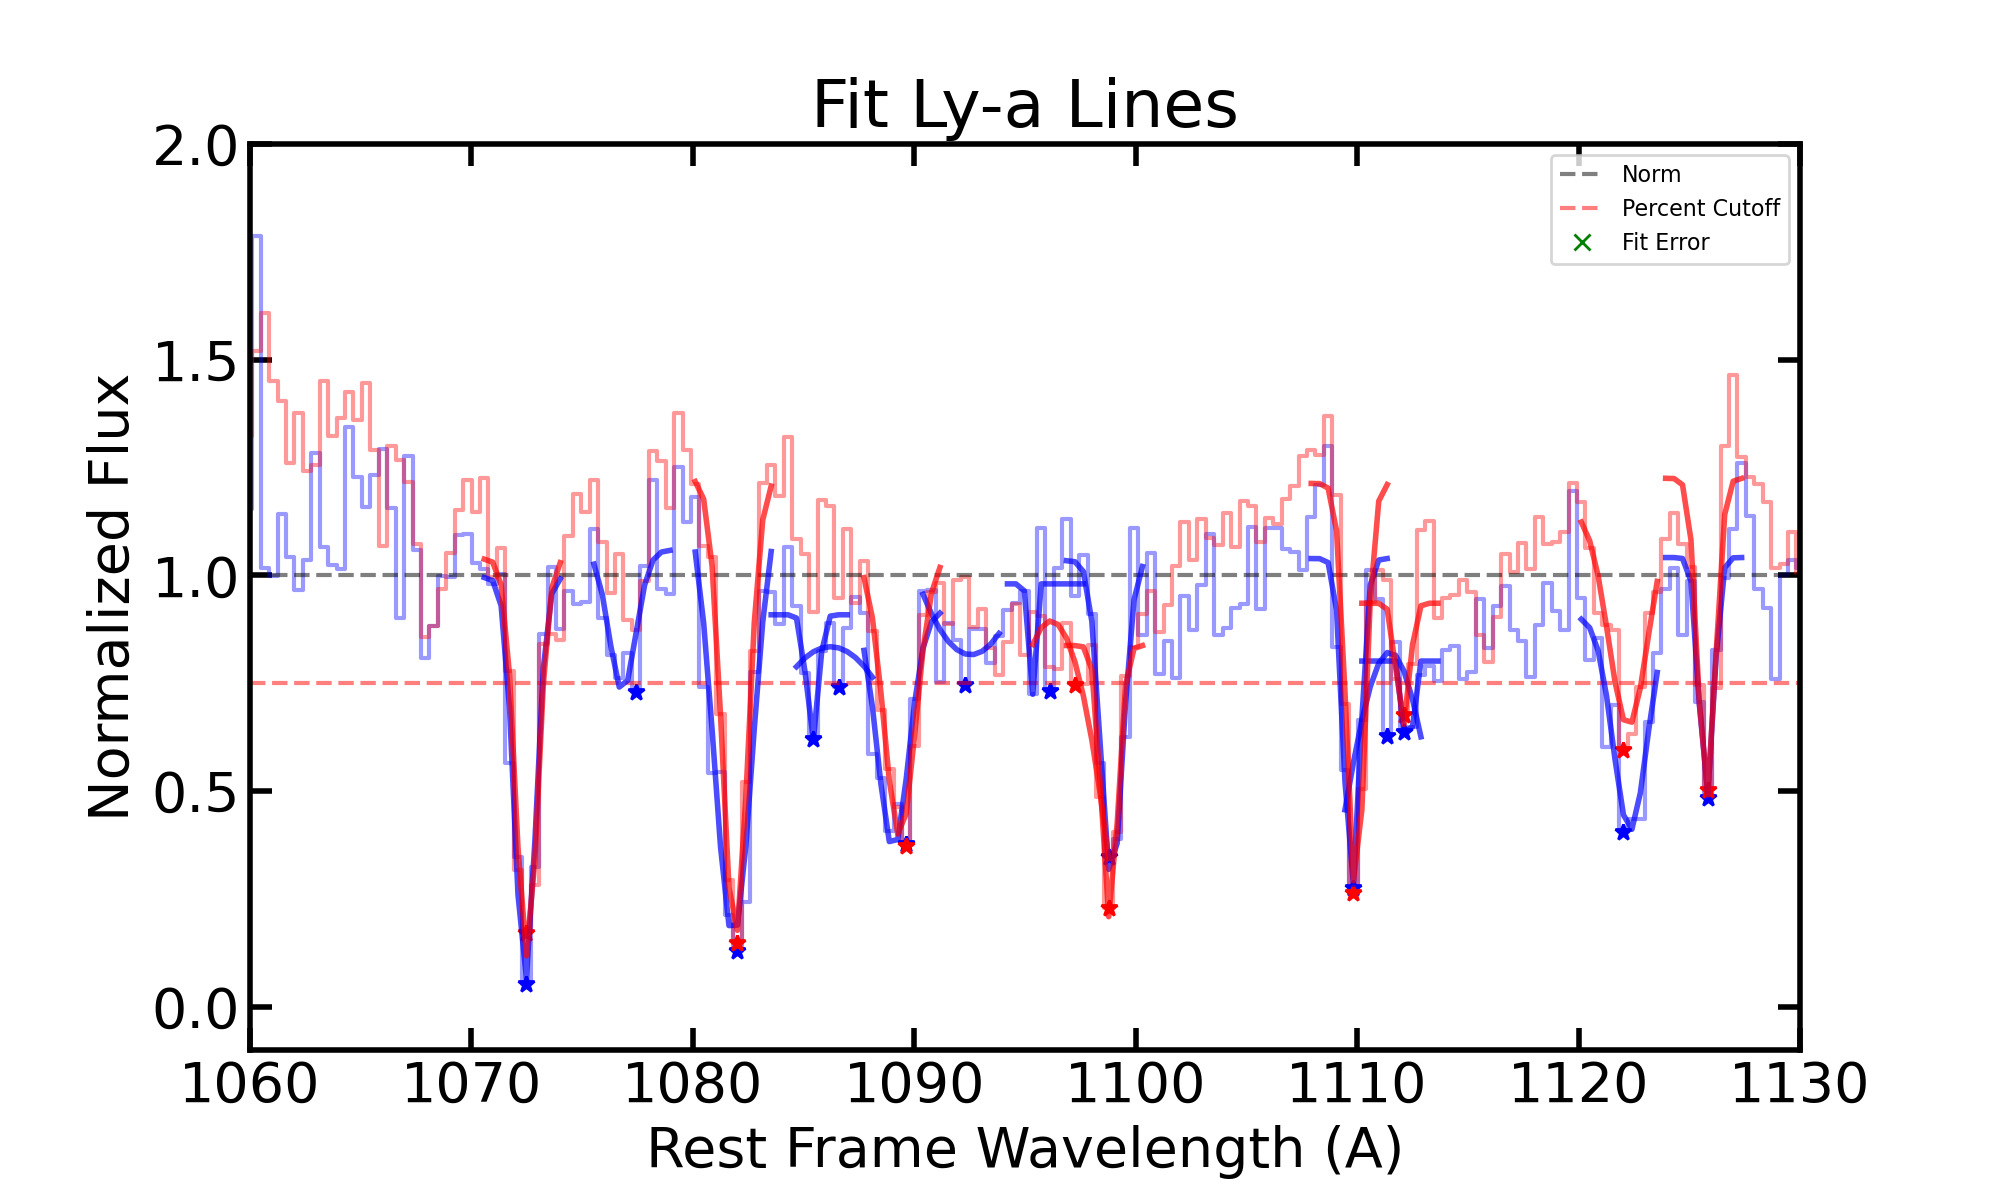 Fit Ly-a Lines
Norm
Percent Cutoff
Fit Error
Normalized Flux
2.0
1.5
1.0
0.5
0.0
1060 1070 1080 1090 1100 1110 1120 1130
Rest Frame Wavelength (A)